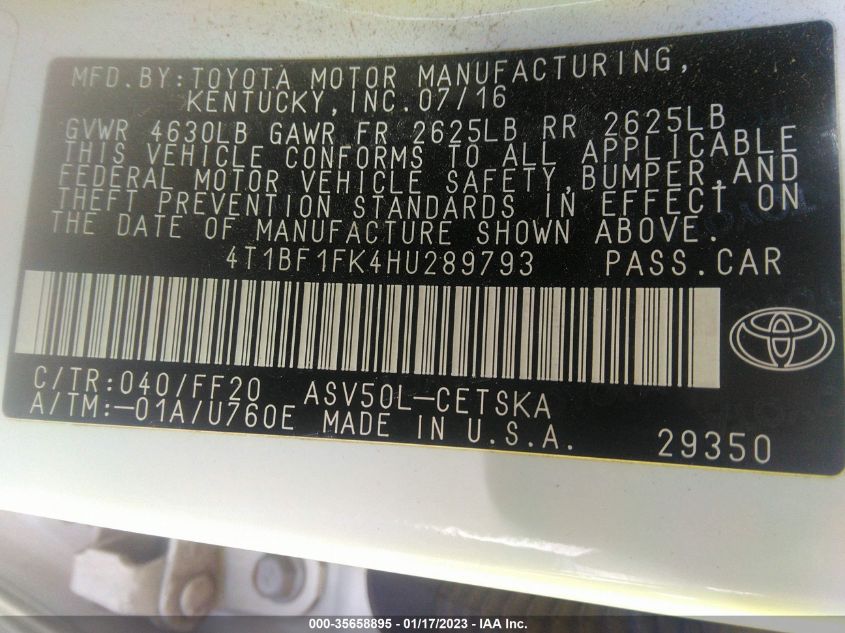 MFD.BY:TOYOTA MOTOR MANUFACTURING,
KENTUCKY,INC.07/16
GVWR 4630LB GAWR FR 2625LB RR 2625LB
THIS VEHICLE CONFORMS TO ALL APPLICABLE
FEDERAL MOTOR VEHICLE SAFETY,BUMPER,AND
THEFT PREVENTION STANDARDS IN EFFECT ON
THE DATE OF MANUFACTURE SHOWN ABOVE.
4T1BF1FK4HU289793 PASS.CAR
C/TR:040/FF20 ASV50L-CETSKA
A/TM:-01A/U760E MADE IN U.S.A. 29350
000-35658895 - 01/17/2023 - © IAA Inc.